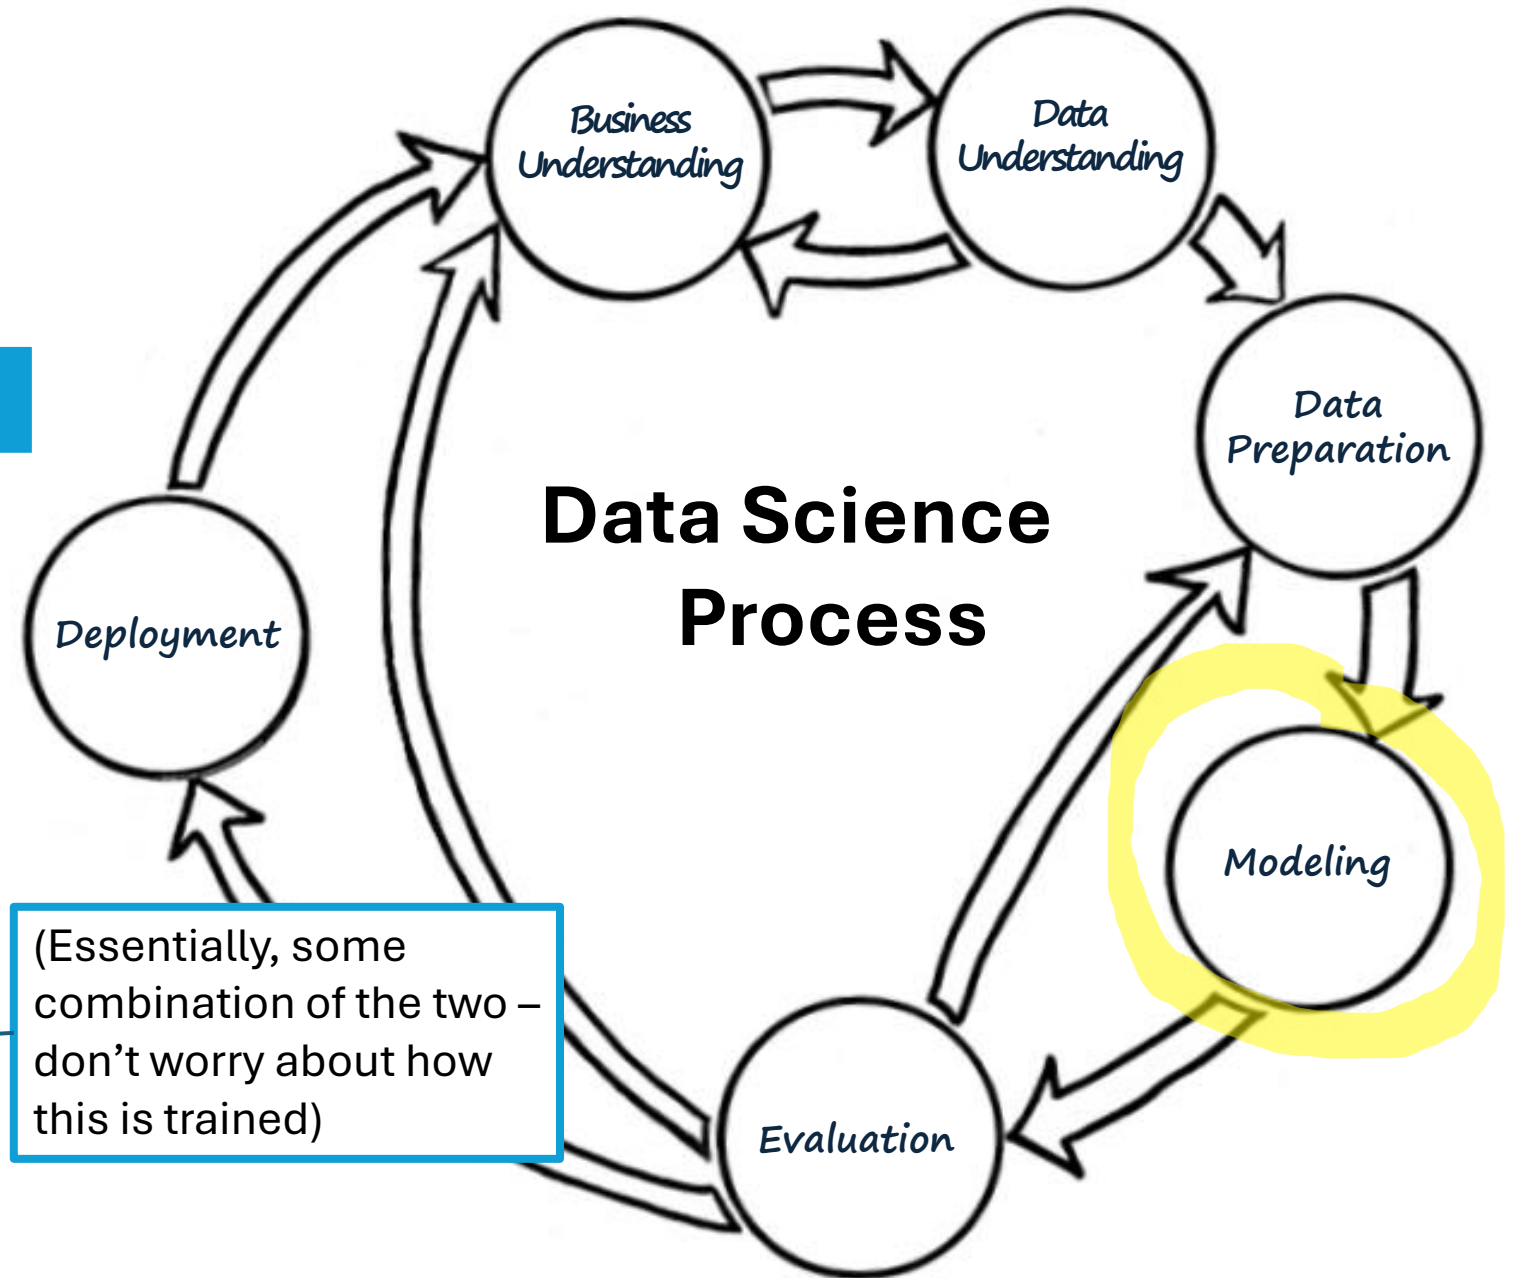 Business
Understanding
Data
Understanding
Data
Preparation
Data Science
Process
Deployment
Modeling
(Essentially, some
combination of the two –
don’t worry about how
this is trained)
Evaluation